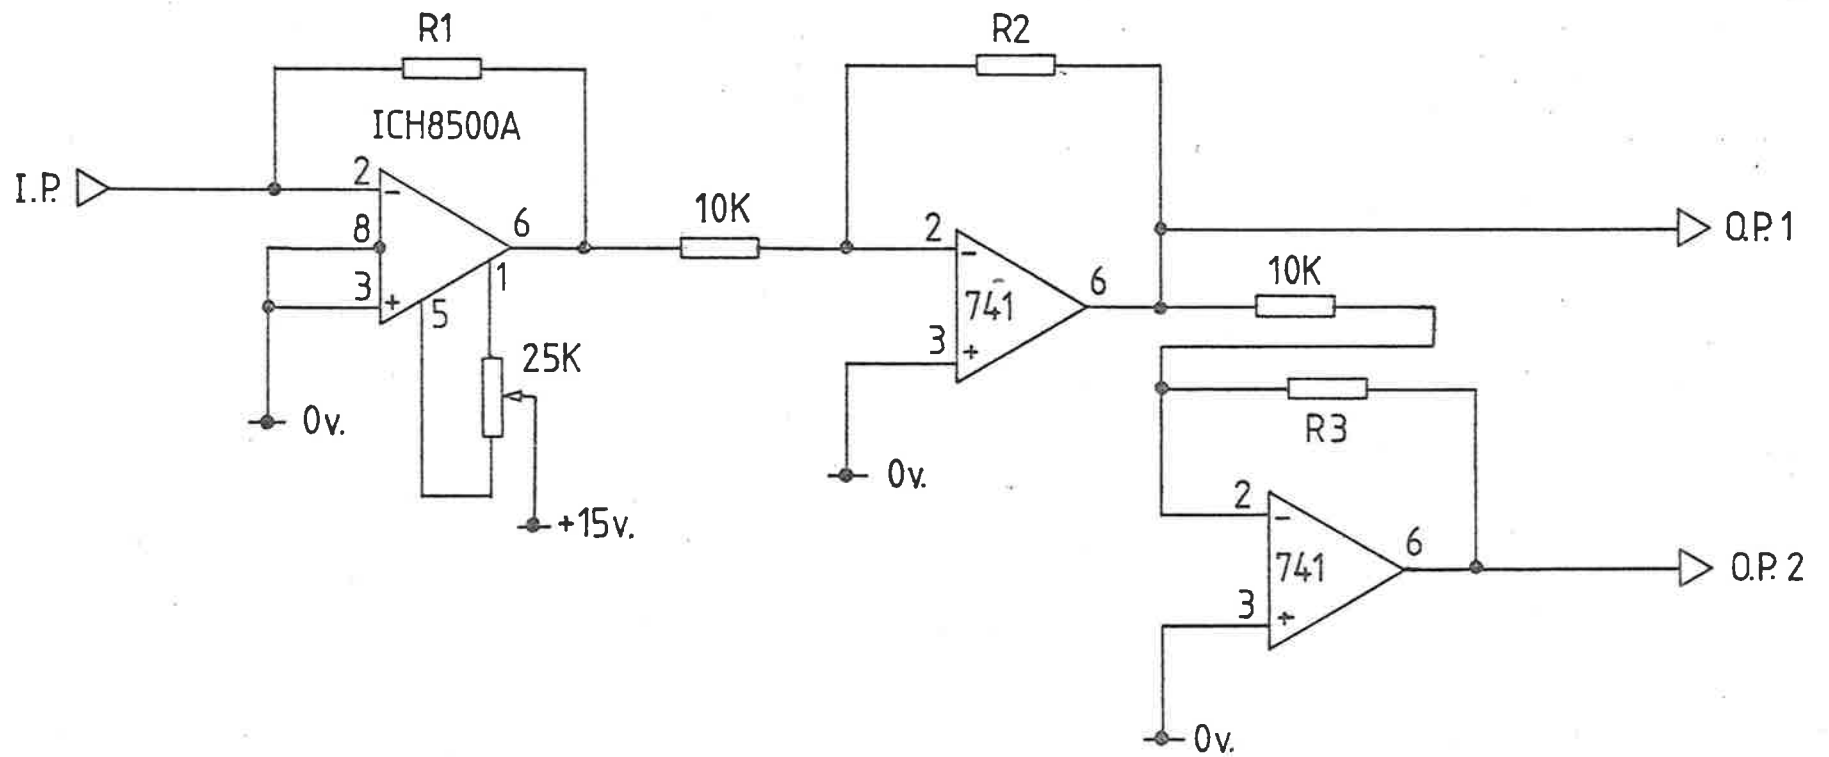 R1
R2
ICH8500A
I.P.
2
-
8
3
+
6
1
5
25K
0v.
+15v.
10K
2
-
741
3
+
6
0v.
O.P. 1
10K
R3
2
-
741
3
+
6
O.P. 2
0v.